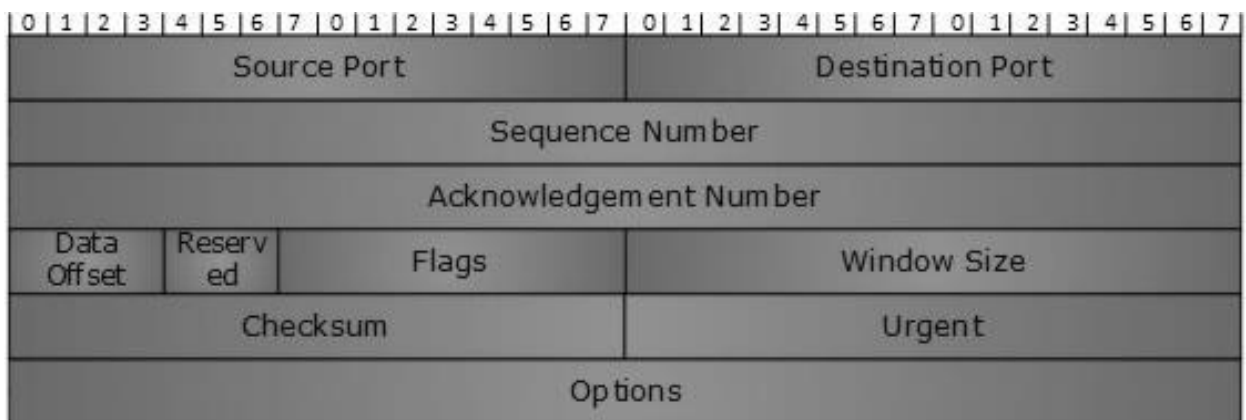 0 1 2 3 4 5 6 7 0 1 2 3 4 5 6 7 0 1 2 3 4 5 6 7 0 1 2 3 4 5 6 7
Source Port Destination Port
Sequence Number
Acknowledgement Number
Data Reserv
Offset ed Flags Window Size
Checksum Urgent
Options